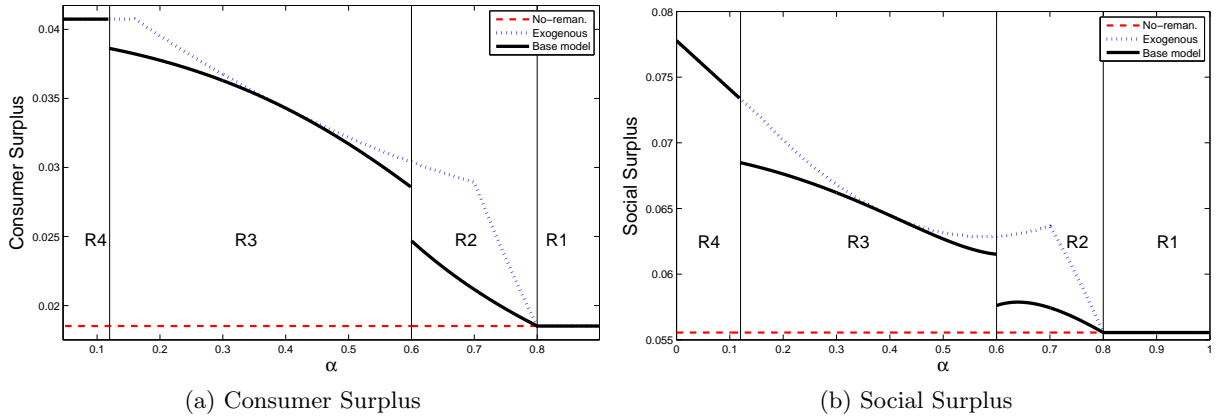 No-reman.
Exogenous
Base model
Consumer Surplus
0.04
0.035
0.03
0.025
0.02
R4
R3
R2
R1
0.1 0.2 0.3 0.4 0.5 0.6 0.7 0.8
α
(a) Consumer Surplus
No-reman.
Exogenous
Base model
Social Surplus
0.08
0.075
0.07
0.065
0.06
0.055
R4
R3
R2
R1
0 0.1 0.2 0.3 0.4 0.5 0.6 0.7 0.8 0.9 1
α
(b) Social Surplus